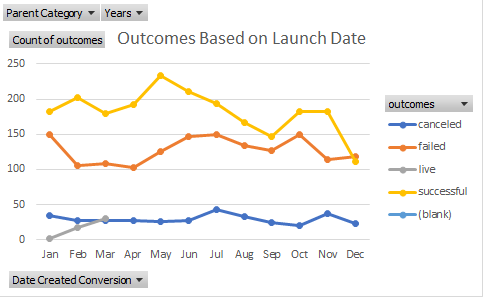 Parent Category Years
Count of outcomes
Outcomes Based on Launch Date
250
200
150
100
50
0
Jan Feb Mar Apr May Jun Jul Aug Sep Oct Nov Dec
outcomes
canceled
failed
live
successful
(blank)
Date Created Conversion